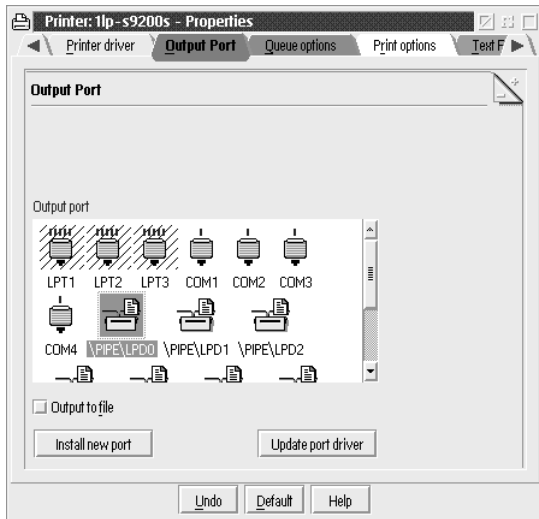 Printer: 1lp-s9200s - Properties
Printer driver Output Port Queue options Print options Text F
Output Port
Output port
LPT1 LPT2 LPT3 COM1 COM2 COM3
COM4 \PIPE\LPD0 \PIPE\LPD1 \PIPE\LPD2
Output to file
Install new port Update port driver
Undo Default Help